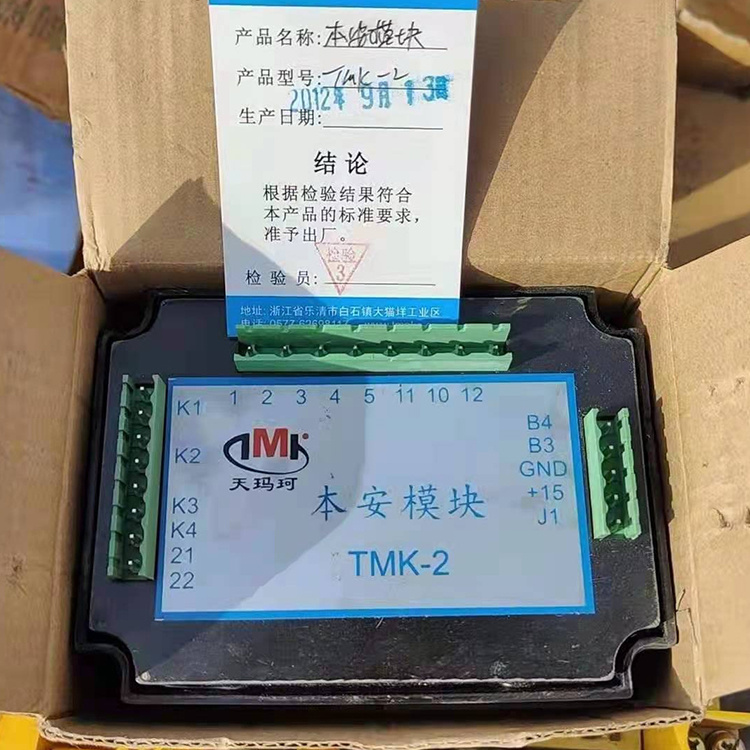 产品名称:本安模块
产品型号:TMK-2
2012年 9月 13日
生产日期:
结论
根据检验结果符合
本产品的标准要求,
准予出厂。
检验
3
检 验 员:
地址: 浙江省乐清市白石镇大猫垟工业区
K1
1 2 3 4 5 11 10 12
K2
K3
K4
21
22
TMK
天玛珂
本安模块
TMK-2
B4
B3
GND
+15
J1